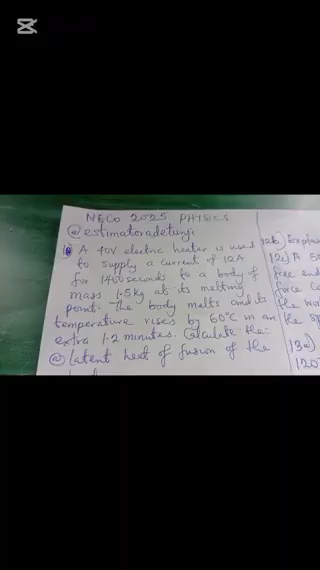 NECO 2025 PHYSICS
@estimatoradetunji
A 40V electric heater is used
to supply a current of 12A
for 1400 seconds to a body of
mass 1.5kg at its melting
point. The body melts and its
temperature rises by 60°C in an
extra 1.2 minutes. Calculate the:
@ latent heat of fusion of the
12b) Explain
12c) A
free end
force
the
the
13a)
120